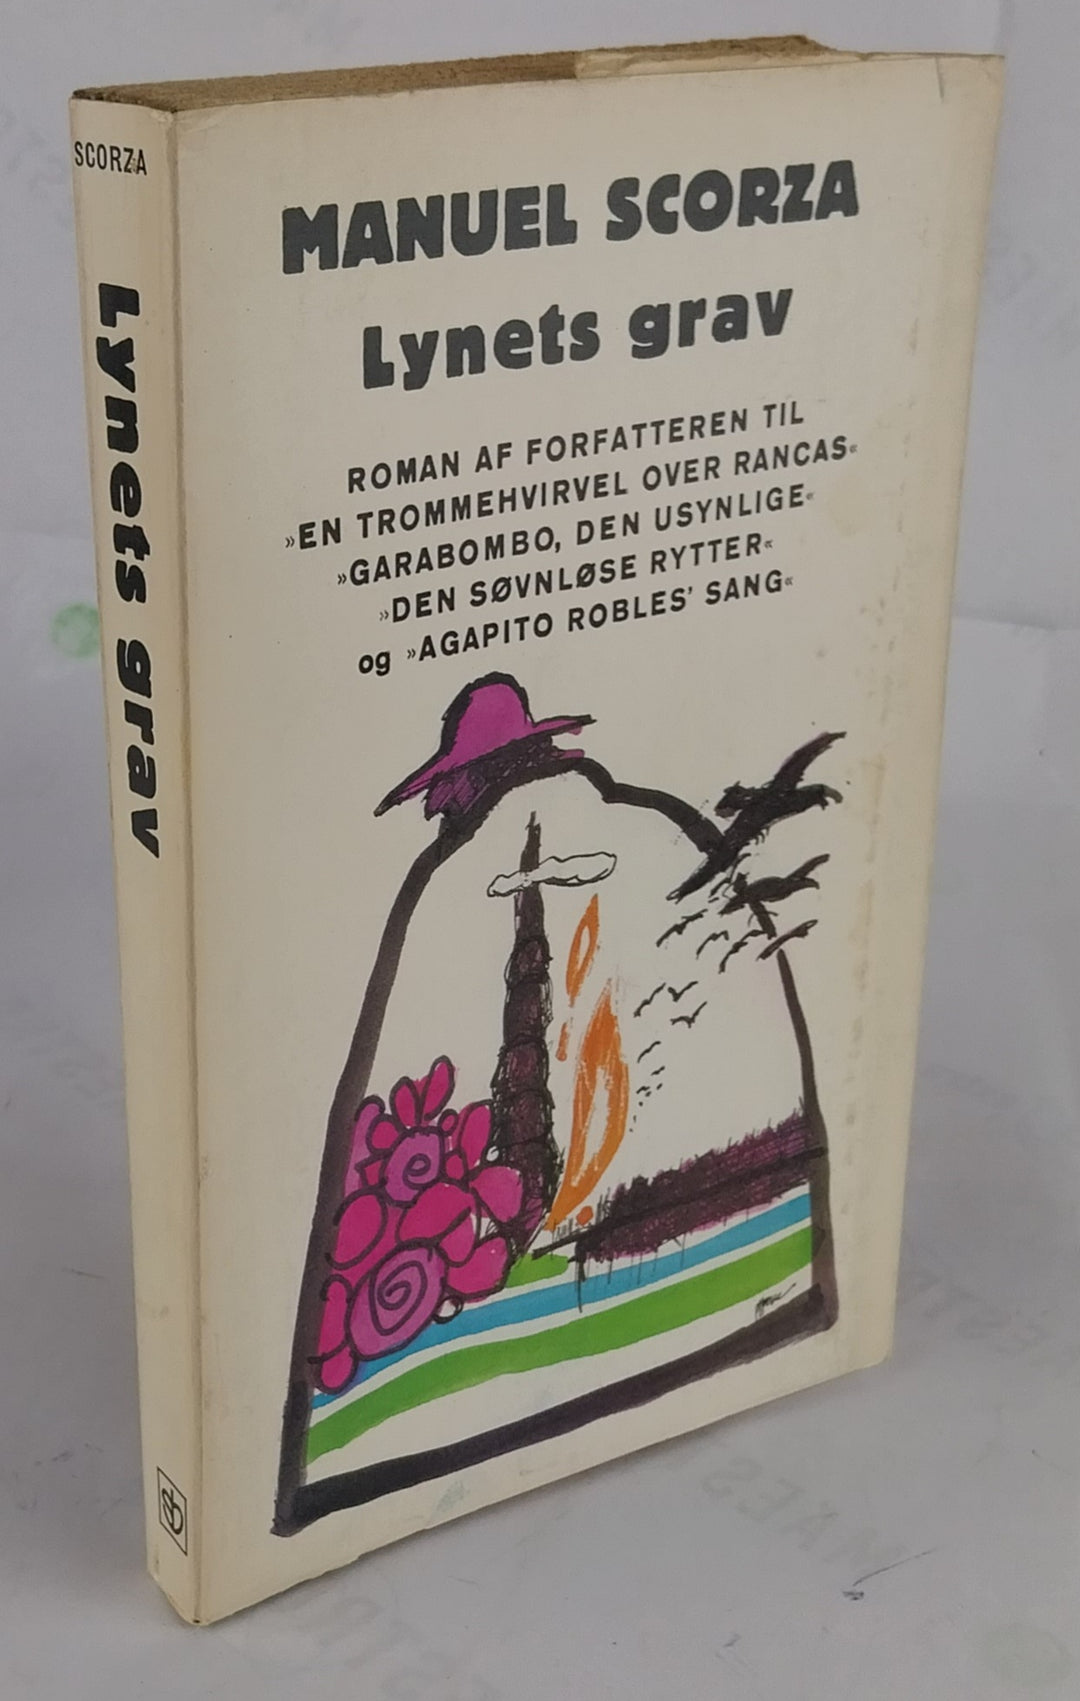 SCORZA
Lynets grav
MANUEL SCORZA
Lynets grav
ROMAN AF FORFATTEREN TIL
»EN TROMMEHVIRVEL OVER RANCAS«
»GARABOMBO, DEN USYNLIGE«
»DEN SØVNLØSE RYTTER«
og »AGAPITO ROBLES' SANG«